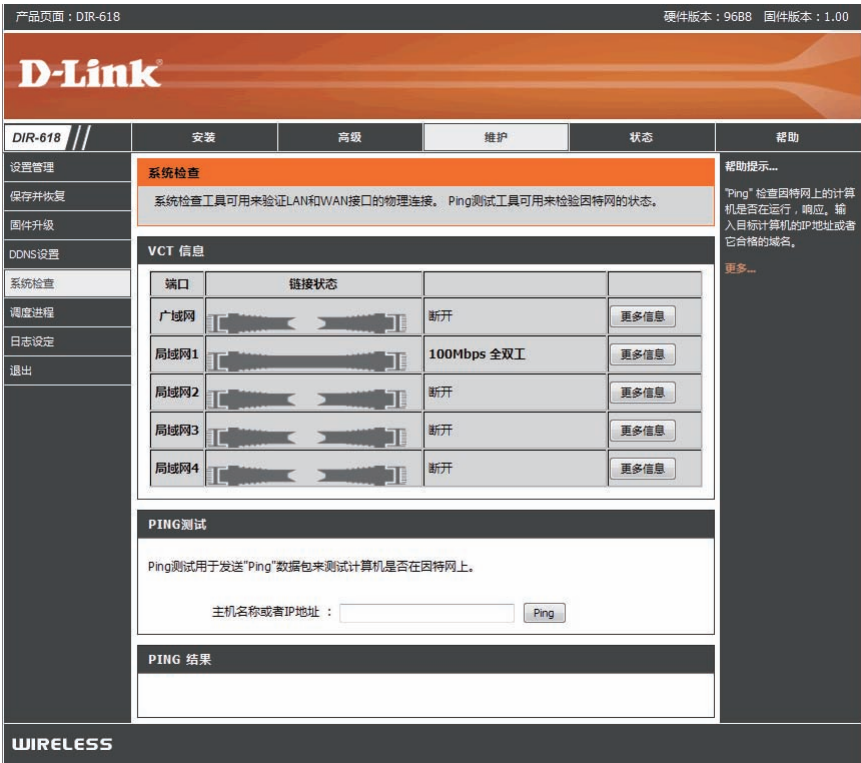 产品页面：DIR-618 硬件版本：96B8 固件版本：1.00
D-Link®
DIR-618 安装 高级 维护 状态 帮助
设置管理
保存并恢复
固件升级
DDNS设置
系统检查
调度进程
日志设定
退出
系统检查
系统检查工具可用来验证LAN和WAN接口的物理连接。 Ping测试工具可用来检验因特网的状态。
VCT 信息
端口 链接状态
广域网 断开 更多信息
局域网1 100Mbps 全双工 更多信息
局域网2 断开 更多信息
局域网3 断开 更多信息
局域网4 断开 更多信息
PING测试
Ping测试用于发送"Ping"数据包来测试计算机是否在因特网上。
主机名称或者IP地址 ： Ping
PING 结果
帮助提示...
"Ping" 检查因特网上的计算
机是否在运行，响应。输
入目标计算机的IP地址或者
它合格的域名。
更多...
WIRELESS